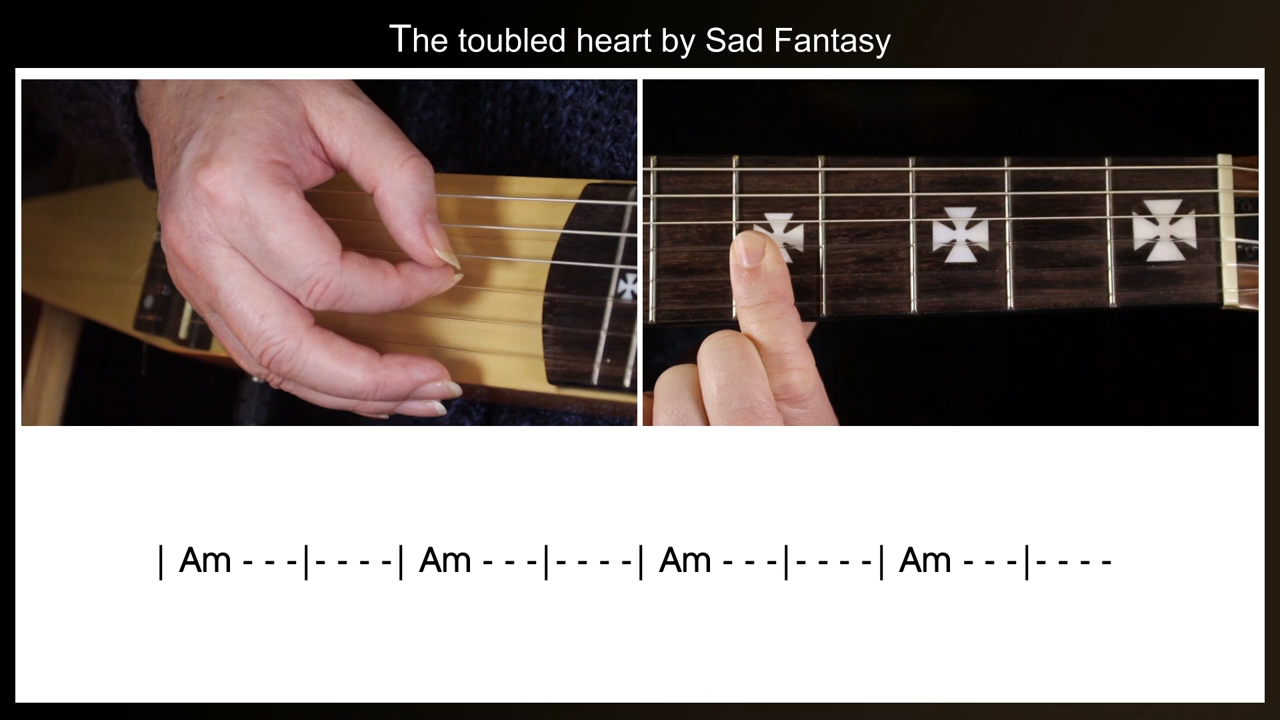 The toubled heart by Sad Fantasy
| Am - - -|- - - -| Am - - -|- - - -| Am - - -|- - - -| Am - - -|- - - -